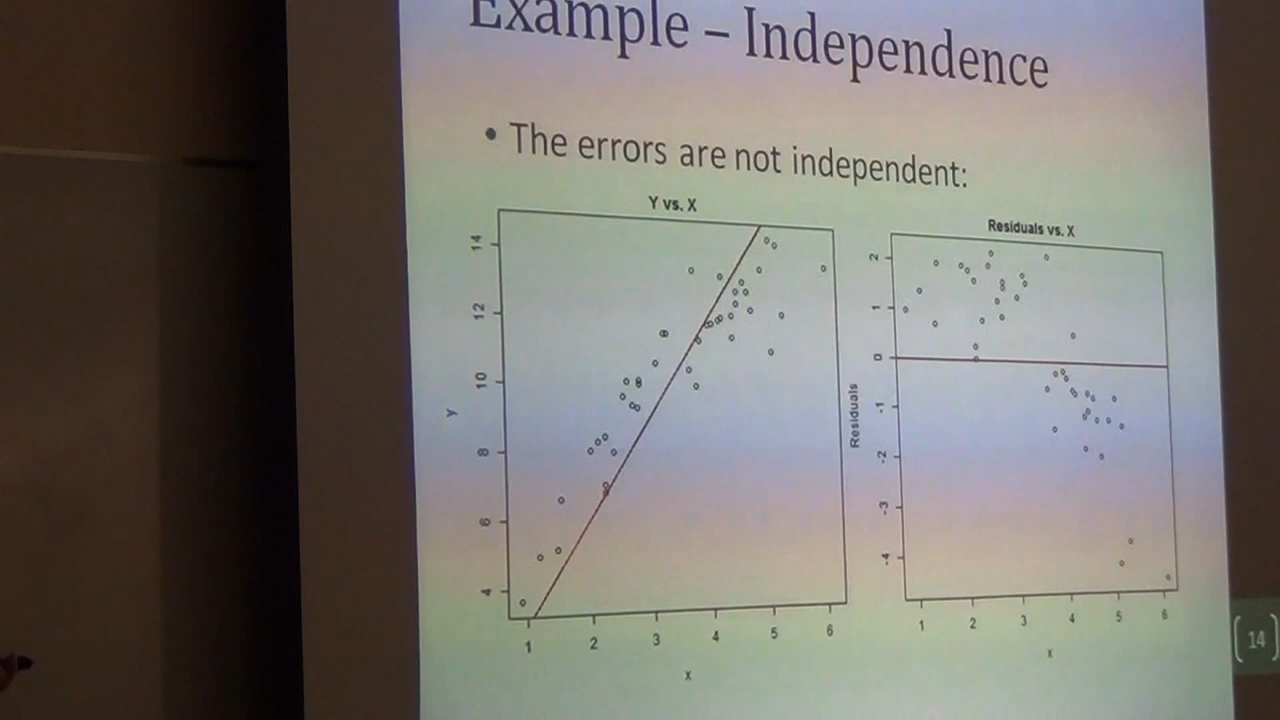 Example – Independence
• The errors are not independent:
Y vs. X
Y
14
12
10
8
6
4
1 2 3 4 5 6
X
Residuals vs. X
Residuals
2
1
0
-1
-2
-3
-4
1 2 3 4 5 6
X
14